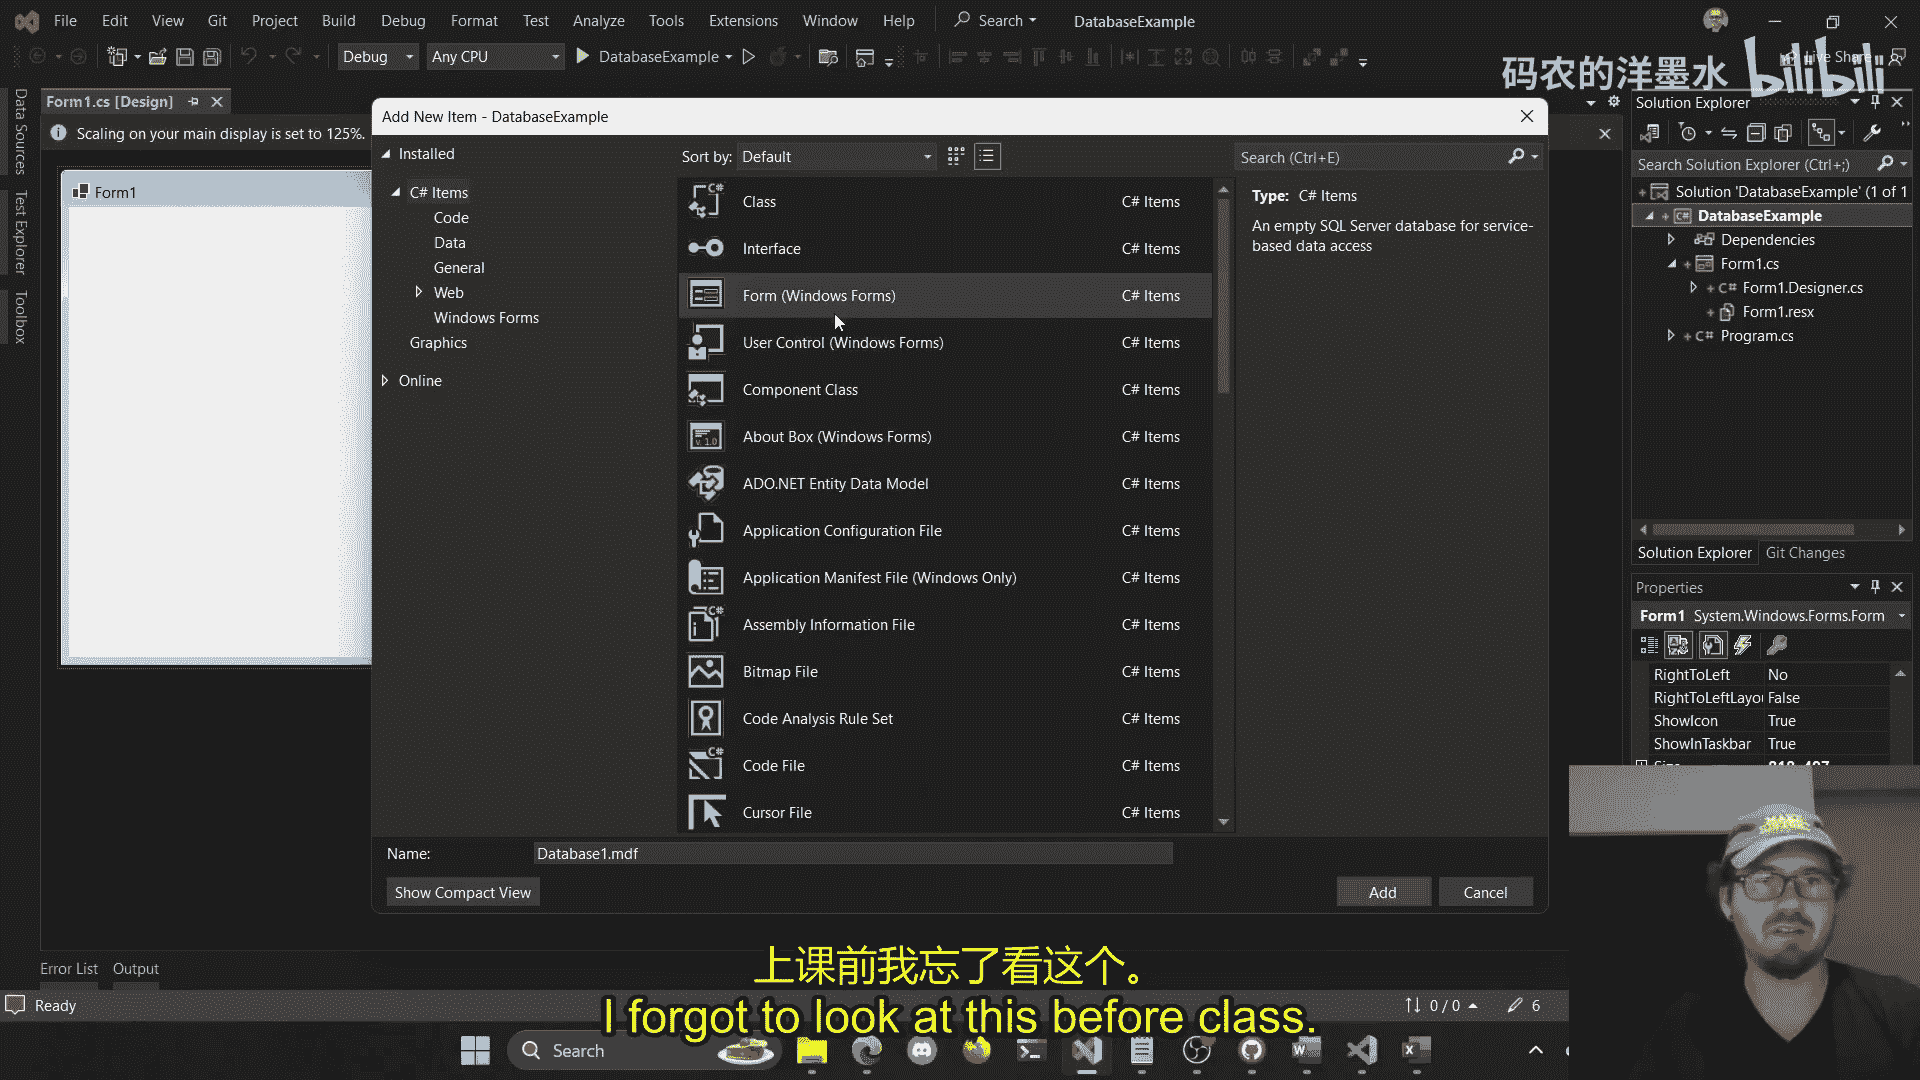 File Edit View Git Project Build Debug Format Test Analyze Tools Extensions Window Help Search DatabaseExample
Debug Any CPU DatabaseExample Live Share
码农的洋墨水 bilibili
Data Sources
Test Explorer
Toolbox
Form1.cs [Design]
Scaling on your main display is set to 125%.
Form1
Add New Item - DatabaseExample
Installed
C# Items
Code
Data
General
Web
Windows Forms
Graphics
Online
Sort by: Default
Class C# Items
Interface C# Items
Form (Windows Forms) C# Items
User Control (Windows Forms) C# Items
Component Class C# Items
About Box (Windows Forms) C# Items
ADO.NET Entity Data Model C# Items
Application Configuration File C# Items
Application Manifest File (Windows Only) C# Items
Assembly Information File C# Items
Bitmap File C# Items
Code Analysis Rule Set C# Items
Code File C# Items
Cursor File C# Items
Search (Ctrl+E)
Type: C# Items
An empty SQL Server database for service-
based data access
Name: Database1.mdf
Show Compact View
Add Cancel
Solution Explorer
Search Solution Explorer (Ctrl+;)
Solution 'DatabaseExample' (1 of 1
DatabaseExample
Dependencies
Form1.cs
Form1.Designer.cs
Form1.resx
Program.cs
Solution Explorer Git Changes
Properties
Form1 System.Windows.Forms.Form
RightToLeft No
RightToLeftLayou False
ShowIcon True
ShowInTaskbar True
Error List Output
Ready 0 / 0 6
上课前我忘了看这个。
I forgot to look at this before class.
Search